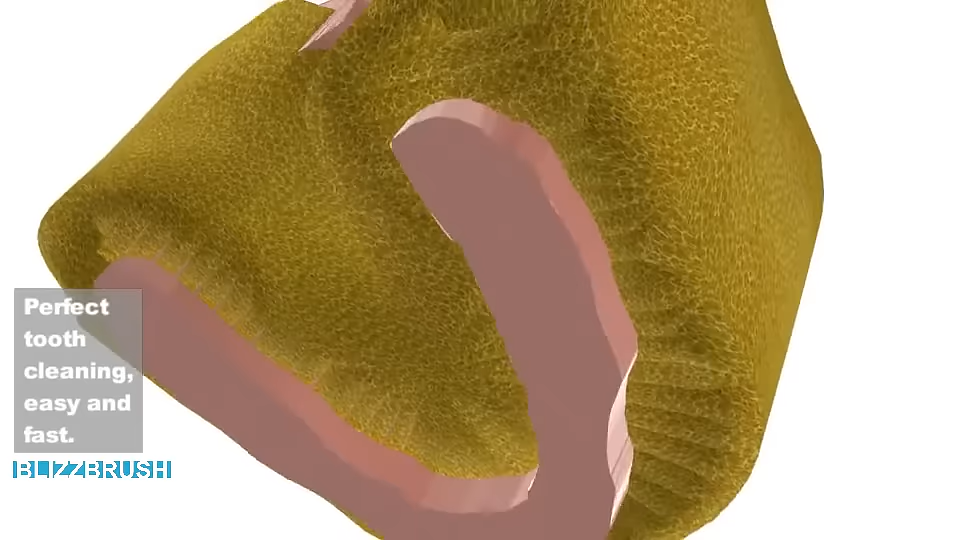 Perfect
tooth
cleaning,
easy and
fast.
BLIZZBRUSH